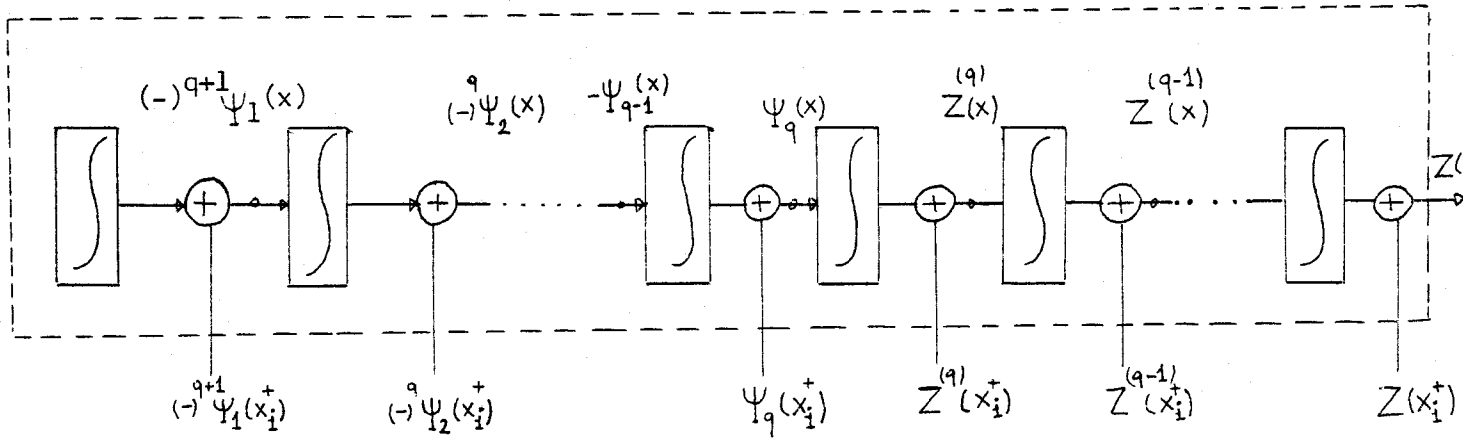 (-)^{q+1} Ψ_1(x) (-)^q Ψ_2(x) -Ψ_{q-1}(x) Ψ_q(x) Z^{(q)}(x) Z^{(q-1)}(x)
+ + ..... + + + ..... + Z(
(-)^{q+1} Ψ_1(x_i^+) (-)^q Ψ_2(x_i^+) Ψ_q(x_i^+) Z^{(q)}(x_i^+) Z^{(q-1)}(x_i^+) Z(x_i^+)